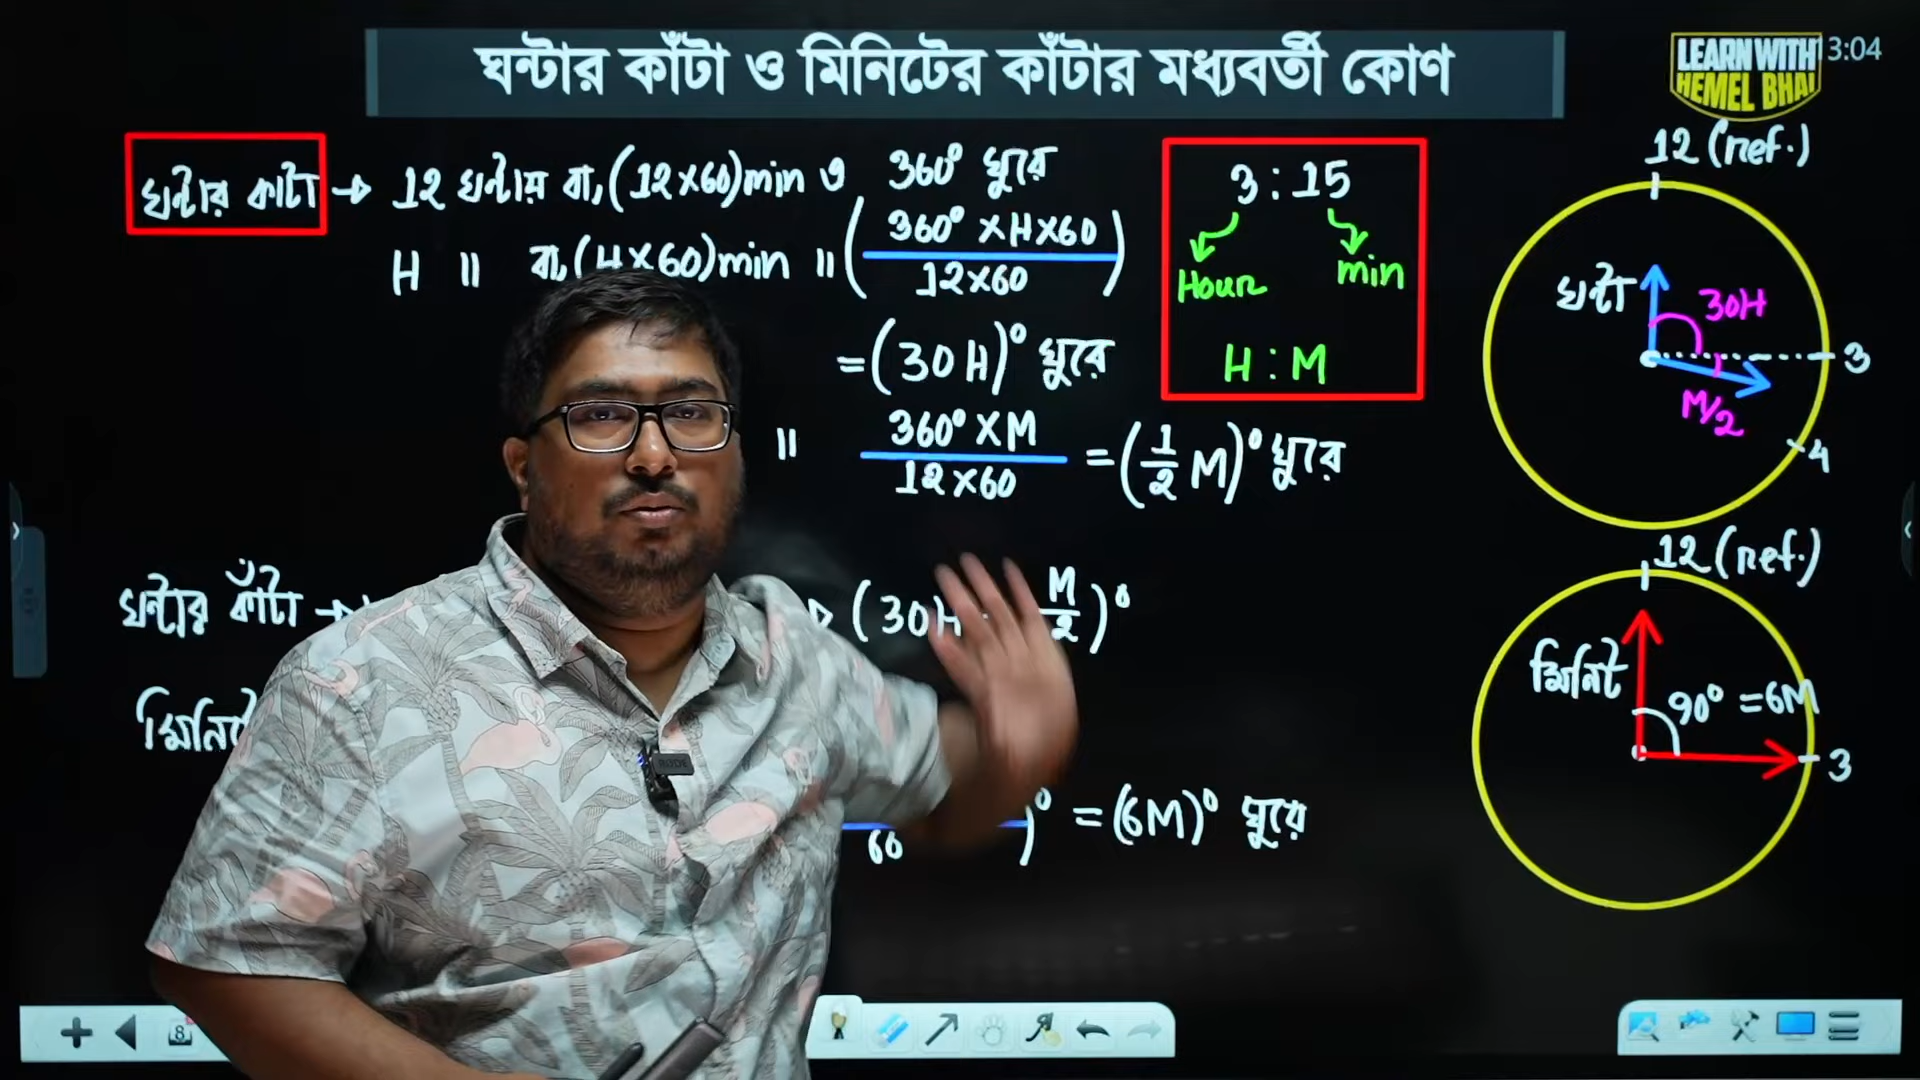 ঘন্টার কাঁটা ও মিনিটের কাঁটার মধ্যবর্তী কোণ
LEARN WITH
HEMEL BHAI
3:04
ঘন্টার কাটা → 12 ঘন্টায় বা, (12×60)min এ 360° ঘুরে
H 〃 বা, (H×60)min 〃 (360°×H×60 / 12×60)
= (30H)° ঘুরে
〃 360°×M / 12×60 = (1/2 M)° ঘুরে
ঘন্টার কাঁটা →
(30H M/2)°
মিনিটে
60 )° = (6M)° ঘুরে
3 : 15
Hour min
H : M
12 (ref.)
ঘন্টা
30H
3
M/2
4
12 (ref.)
মিনিট
90° = 6M
3
RODE
8